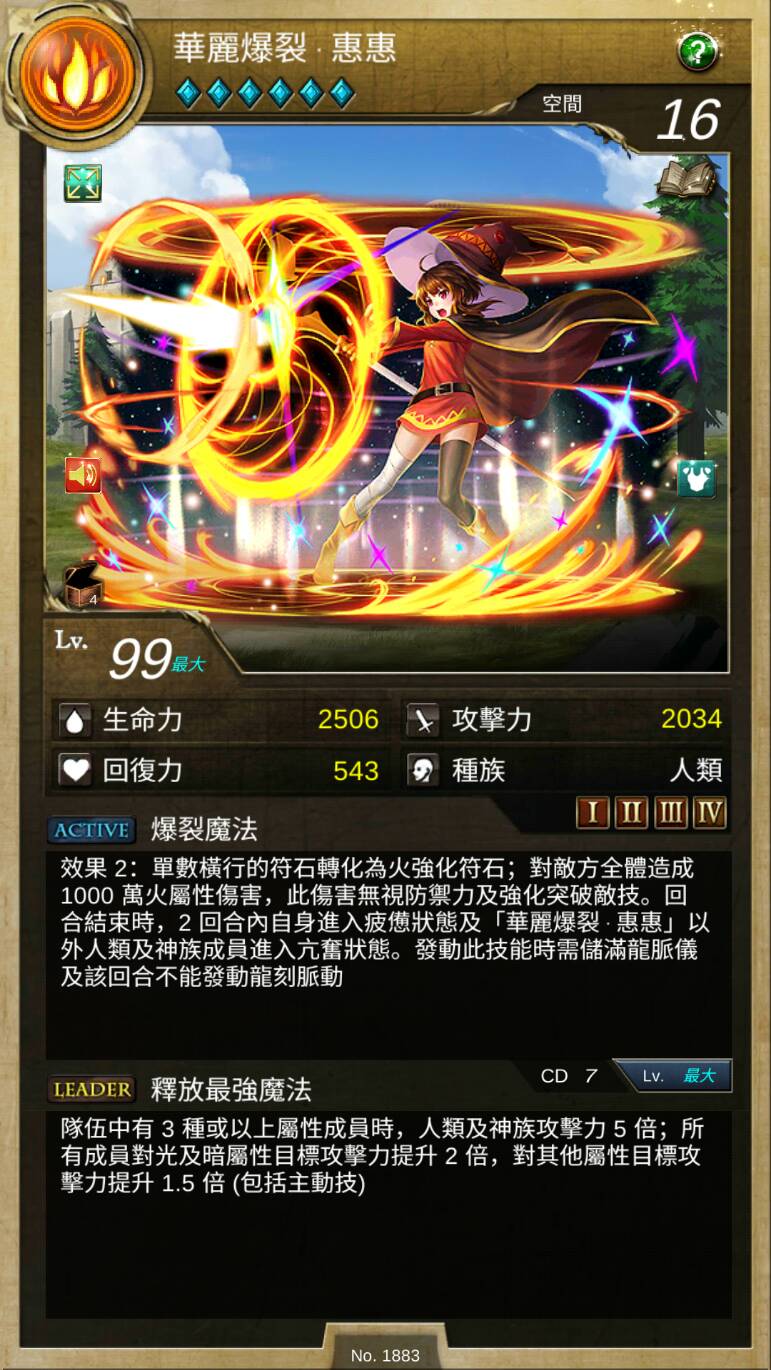 華麗爆裂 · 惠惠
空間
16
4
Lv.
99最大
生命力 2506 攻擊力 2034
回復力 543 種族 人類
I II III IV
ACTIVE 爆裂魔法
效果 2：單數橫行的符石轉化為火強化符石；對敵方全體造成
1000 萬火屬性傷害，此傷害無視防禦力及強化突破敵技。回
合結束時，2 回合內自身進入疲憊狀態及「華麗爆裂 · 惠惠」以
外人類及神族成員進入亢奮狀態。發動此技能時需儲滿龍脈儀
及該回合不能發動龍刻脈動
CD 7 Lv. 最大
LEADER 釋放最強魔法
隊伍中有 3 種或以上屬性成員時，人類及神族攻擊力 5 倍；所
有成員對光及暗屬性目標攻擊力提升 2 倍，對其他屬性目標攻
擊力提升 1.5 倍 (包括主動技)
No. 1883